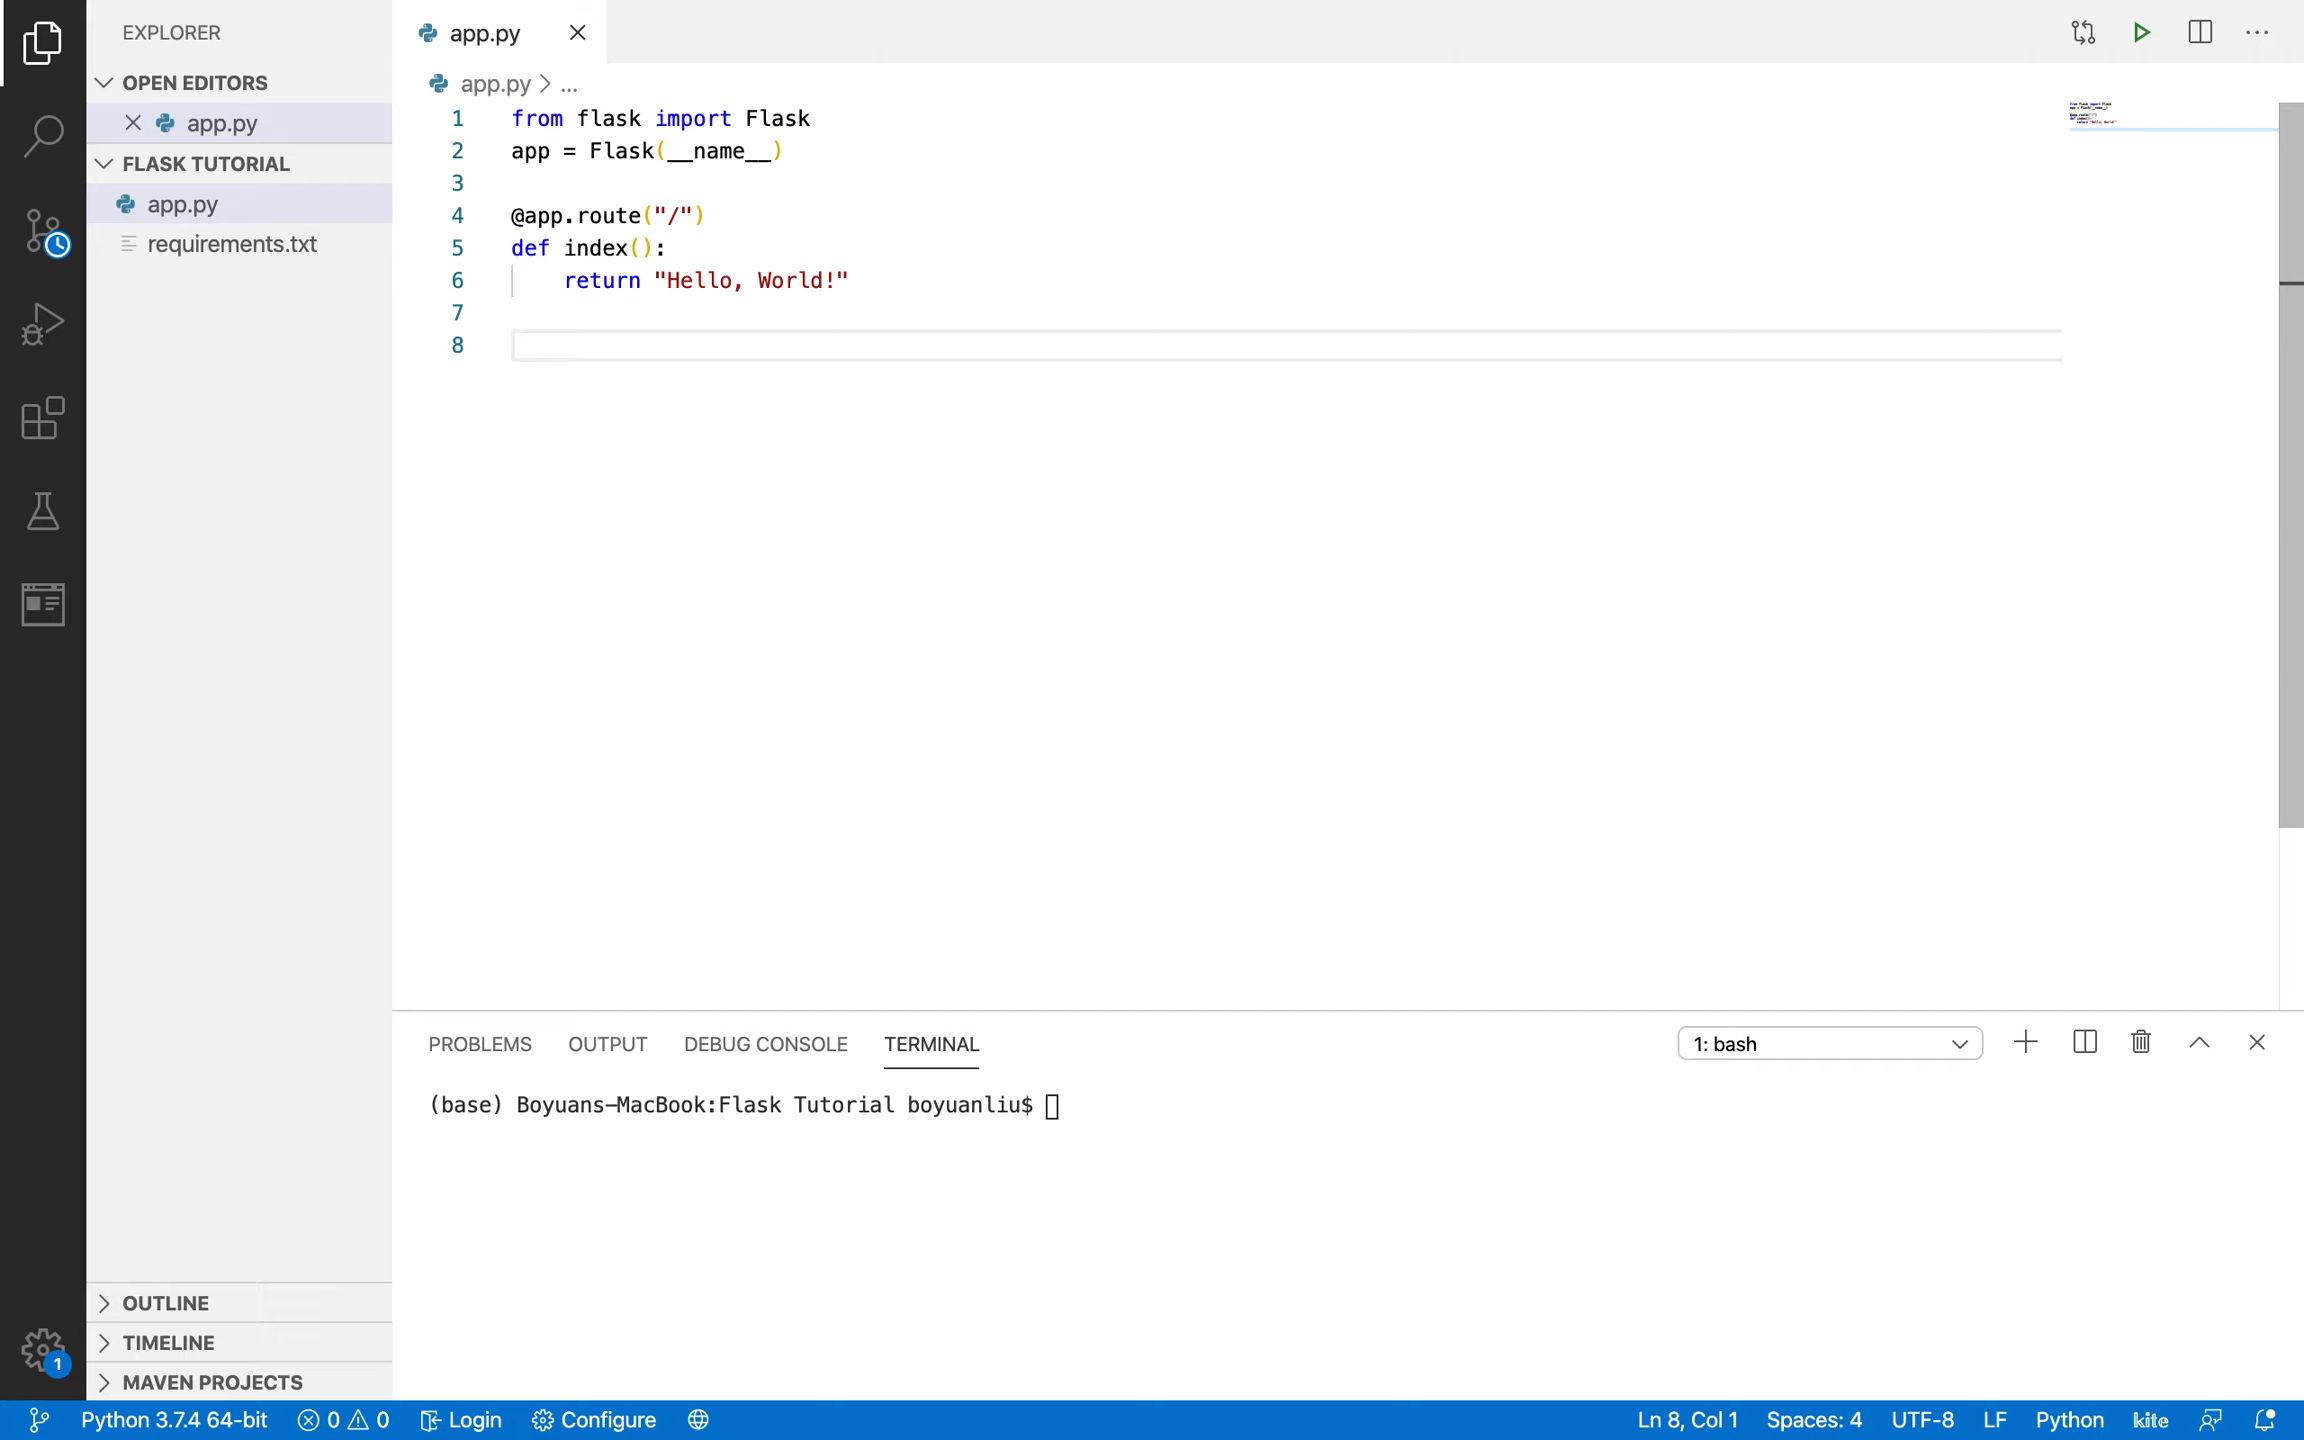 EXPLORER
OPEN EDITORS
app.py
FLASK TUTORIAL
app.py
requirements.txt
OUTLINE
TIMELINE
MAVEN PROJECTS
1
app.py
app.py > ...
1 from flask import Flask
2 app = Flask(__name__)
3
4 @app.route("/")
5 def index():
6 return "Hello, World!"
7
8
PROBLEMS OUTPUT DEBUG CONSOLE TERMINAL 1: bash
(base) Boyuans-MacBook:Flask Tutorial boyuanliu$
Python 3.7.4 64-bit 0 0 Login Configure Ln 8, Col 1 Spaces: 4 UTF-8 LF Python kite